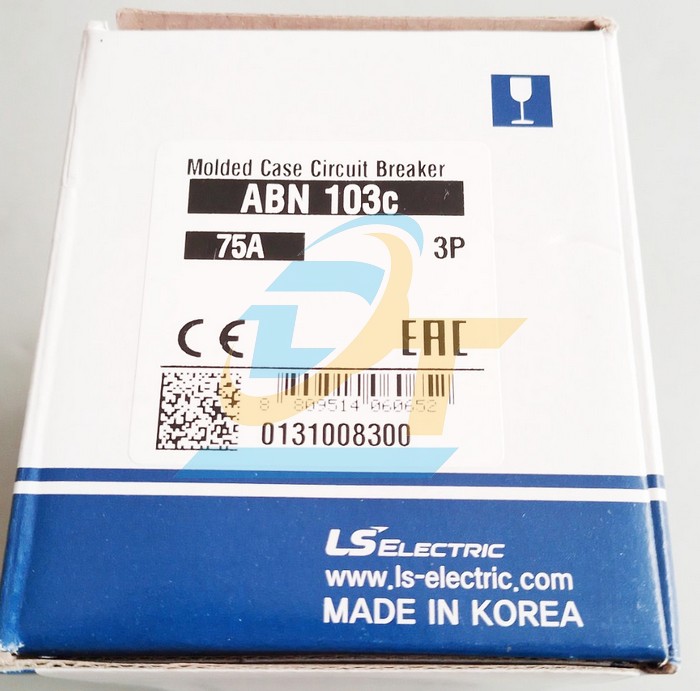 Molded Case Circuit Breaker
ABN 103c
75A 3P
CE EAC
8 809514 060652
0131008300
LS ELECTRIC
www.ls-electric.com
MADE IN KOREA